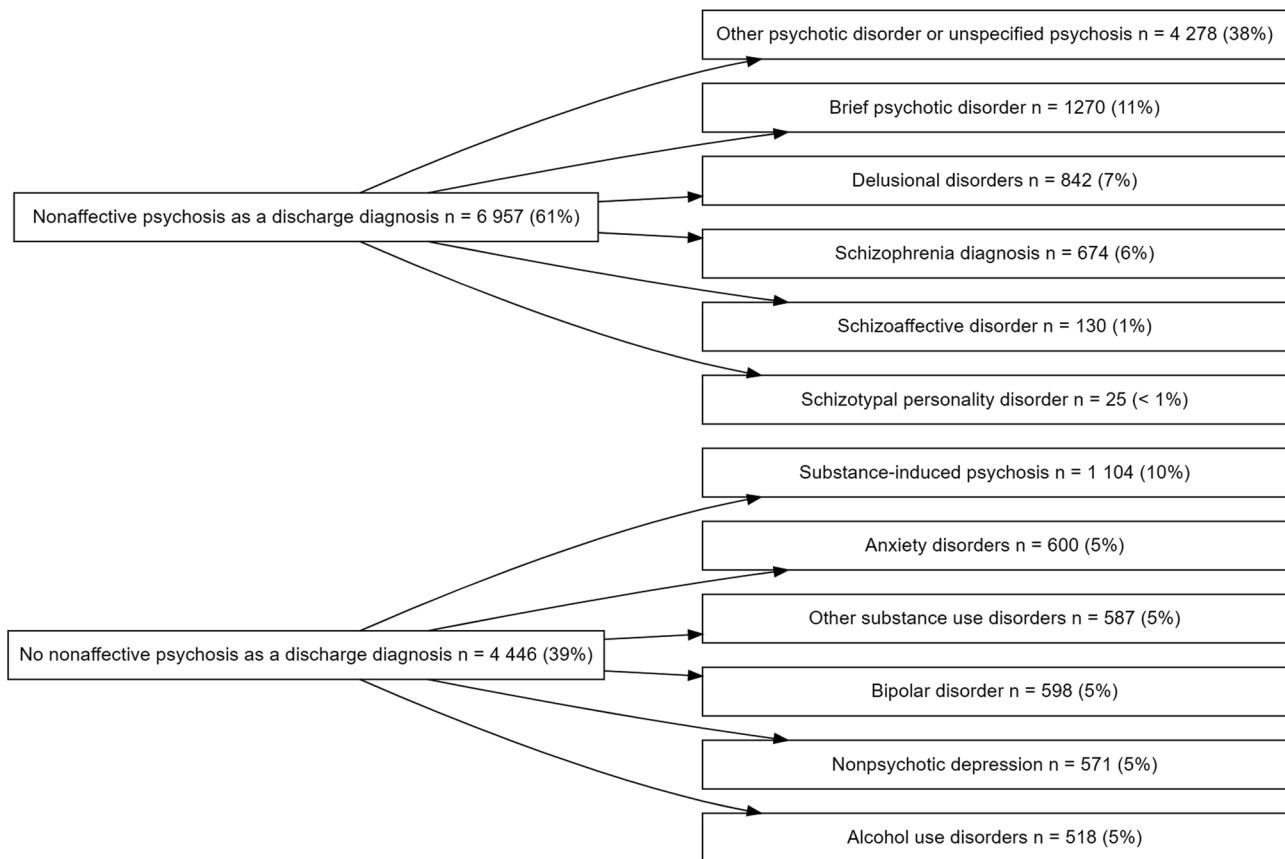 Other psychotic disorder or unspecified psychosis n = 4 278 (38%)
Brief psychotic disorder n = 1270 (11%)
Delusional disorders n = 842 (7%)
Nonaffective psychosis as a discharge diagnosis n = 6 957 (61%)
Schizophrenia diagnosis n = 674 (6%)
Schizoaffective disorder n = 130 (1%)
Schizotypal personality disorder n = 25 (< 1%)
Substance-induced psychosis n = 1 104 (10%)
Anxiety disorders n = 600 (5%)
Other substance use disorders n = 587 (5%)
No nonaffective psychosis as a discharge diagnosis n = 4 446 (39%)
Bipolar disorder n = 598 (5%)
Nonpsychotic depression n = 571 (5%)
Alcohol use disorders n = 518 (5%)